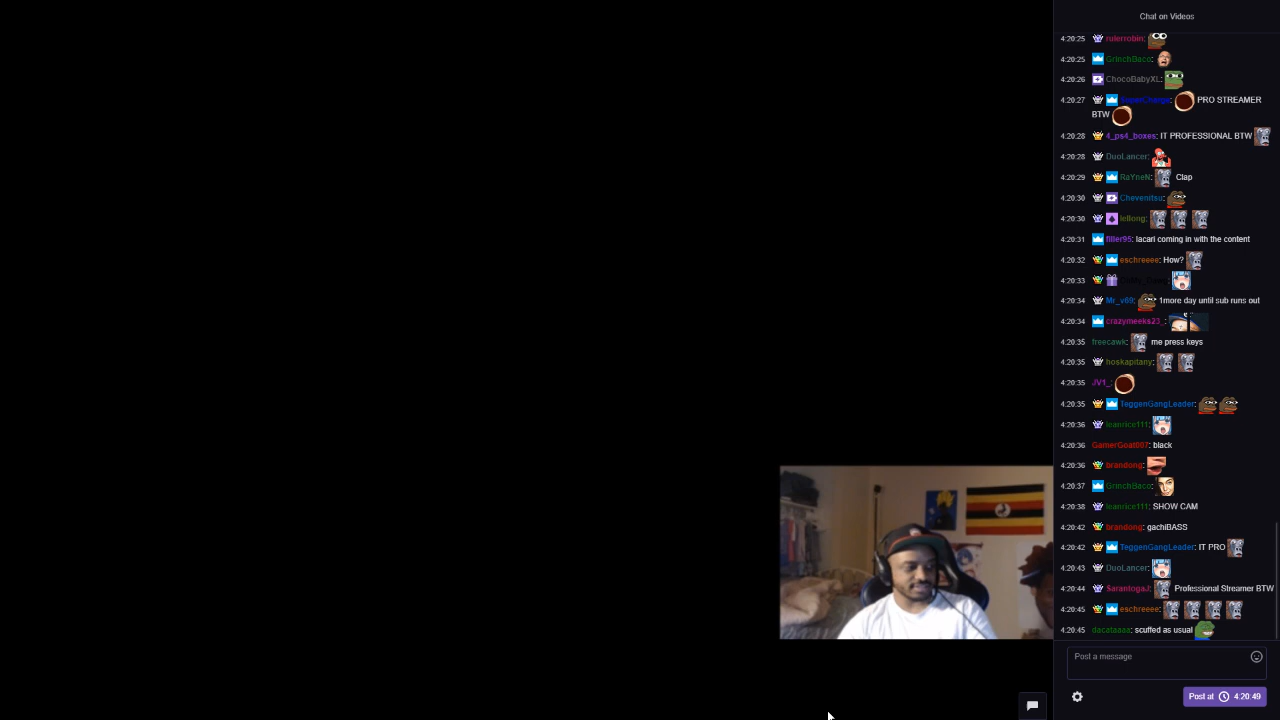 Chat on Videos
4:20:25 rulerrobin:
4:20:25 GrinchBaco:
4:20:26 ChocoBabyXL:
4:20:27 PRO STREAMER
BTW
4:20:28 4_ps4_boxes: IT PROFESSIONAL BTW
4:20:28 DuoLancer:
4:20:29 RaYneN: Clap
4:20:30 Chevenitsu:
4:20:30 lellong:
4:20:31 filler95: lacari coming in with the content
4:20:32 eschreeee: How?
4:20:33
4:20:34 Mr_v69: 1more day until sub runs out
4:20:34 crazymeeks23_:
4:20:35 freecawk: me press keys
4:20:35 hoskapitany:
4:20:35 JV1_:
4:20:35 TeggenGangLeader:
4:20:36 leanrice111:
4:20:36 GamerGoat007: black
4:20:36 brandong:
4:20:37 GrinchBaco:
4:20:38 leanrice111: SHOW CAM
4:20:42 brandong: gachiBASS
4:20:42 TeggenGangLeader: IT PRO
4:20:43 DuoLancer:
4:20:44 SarantogaJ: Professional Streamer BTW
4:20:45 eschreeee:
4:20:45 dacataaaa: scuffed as usual
Post a message
Post at 4:20:49